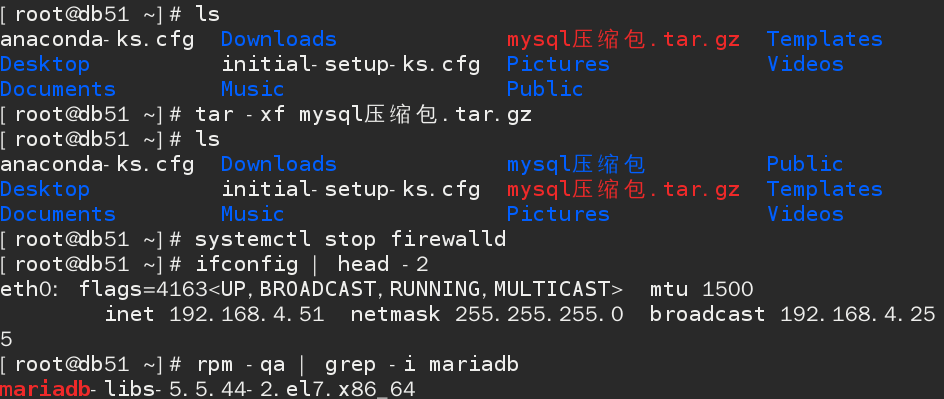 [root@db51 ~]# ls
anaconda-ks.cfg  Downloads             mysql压缩包.tar.gz  Templates
Desktop          initial-setup-ks.cfg  Pictures            Videos
Documents        Music                 Public
[root@db51 ~]# tar -xf mysql压缩包.tar.gz
[root@db51 ~]# ls
anaconda-ks.cfg  Downloads             mysql压缩包         Public
Desktop          initial-setup-ks.cfg  mysql压缩包.tar.gz  Templates
Documents        Music                 Pictures            Videos
[root@db51 ~]# systemctl stop firewalld
[root@db51 ~]# ifconfig | head -2
eth0: flags=4163<UP,BROADCAST,RUNNING,MULTICAST>  mtu 1500
        inet 192.168.4.51  netmask 255.255.255.0  broadcast 192.168.4.25
5
[root@db51 ~]# rpm -qa | grep -i mariadb
mariadb-libs-5.5.44-2.el7.x86_64